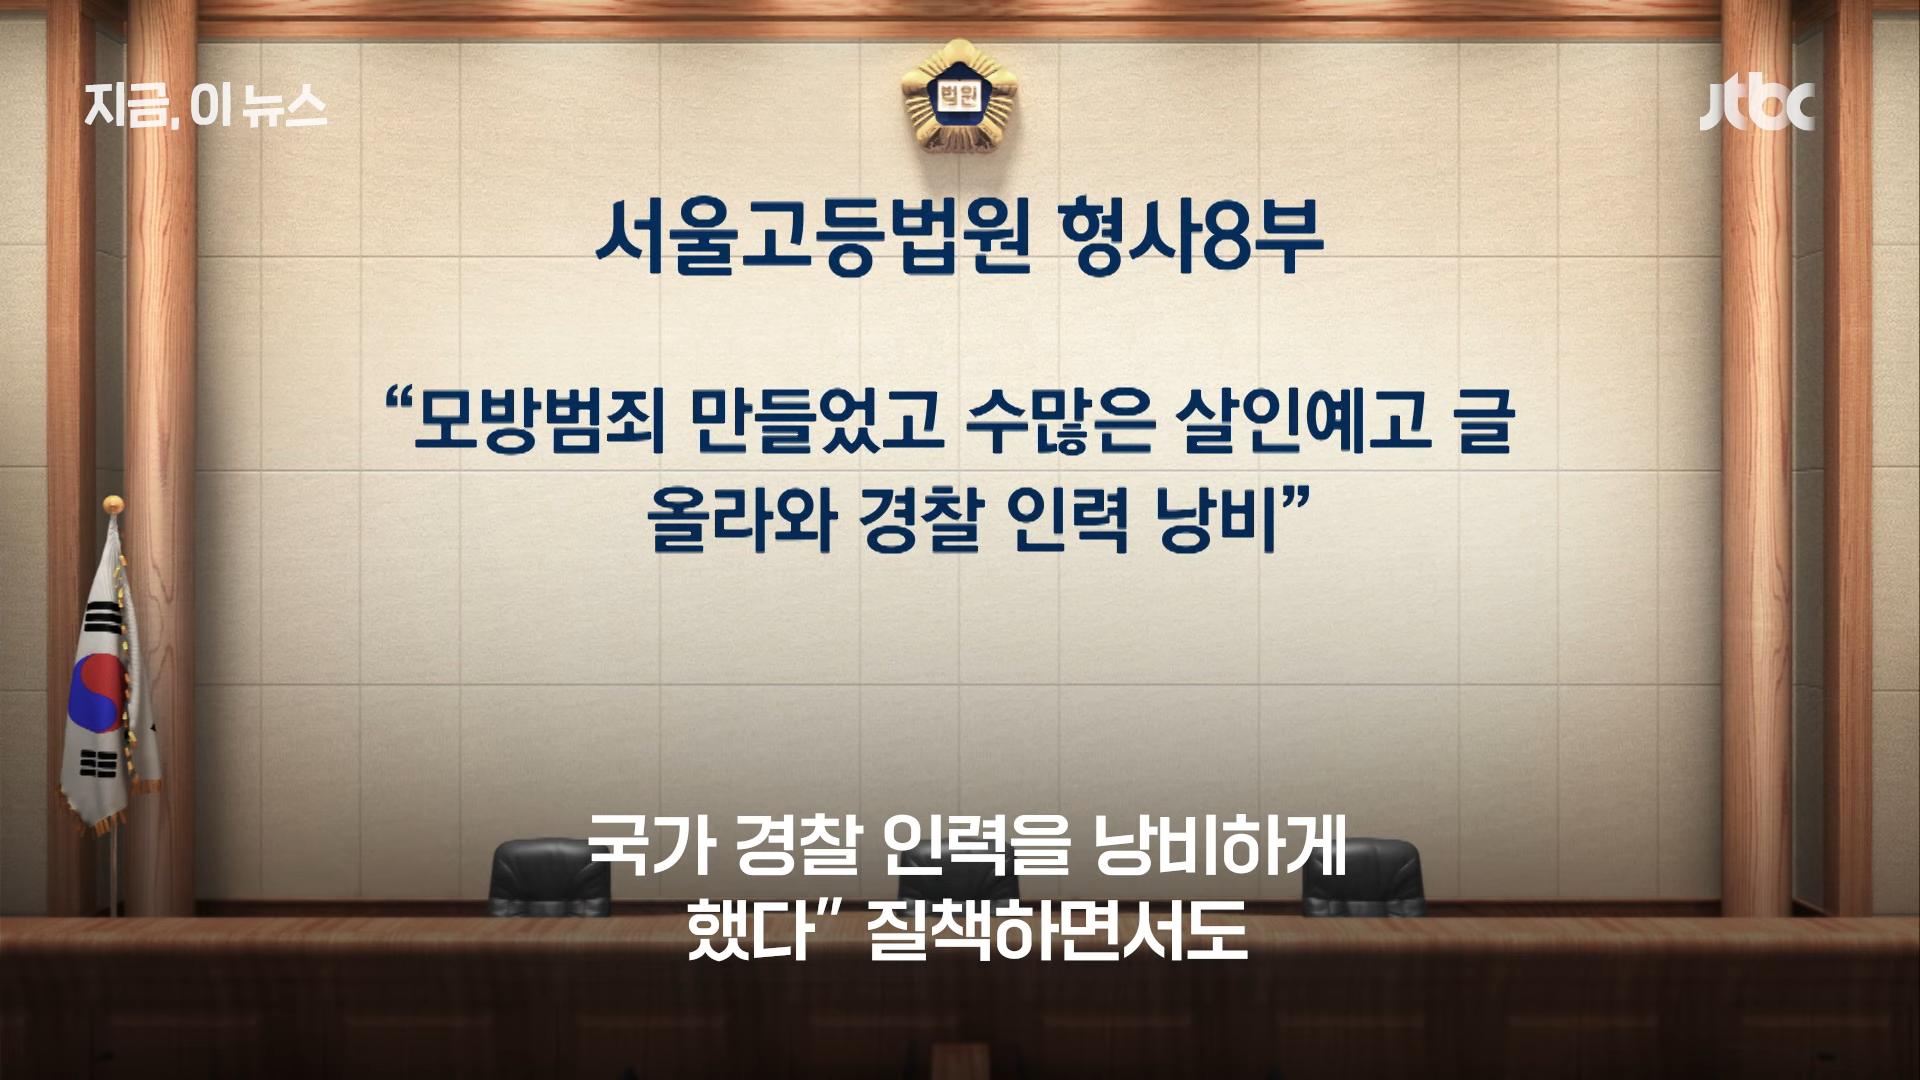 지금, 이 뉴스
jtbc
법원
서울고등법원 형사8부
“모방범죄 만들었고 수많은 살인예고 글
올라와 경찰 인력 낭비”
국가 경찰 인력을 낭비하게
했다” 질책하면서도